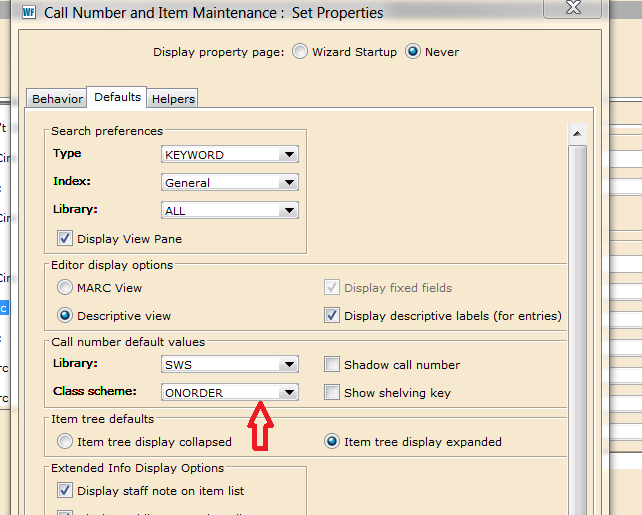 WF Call Number and Item Maintenance : Set Properties
Display property page: Wizard Startup Never
Behavior Defaults Helpers
Search preferences
Type KEYWORD
Index: General
Library: ALL
Display View Pane
Editor display options
MARC View Display fixed fields
Descriptive view Display descriptive labels (for entries)
Call number default values
Library: SWS Shadow call number
Class scheme: ONORDER Show shelving key
Item tree defaults
Item tree display collapsed Item tree display expanded
Extended Info Display Options
Display staff note on item list